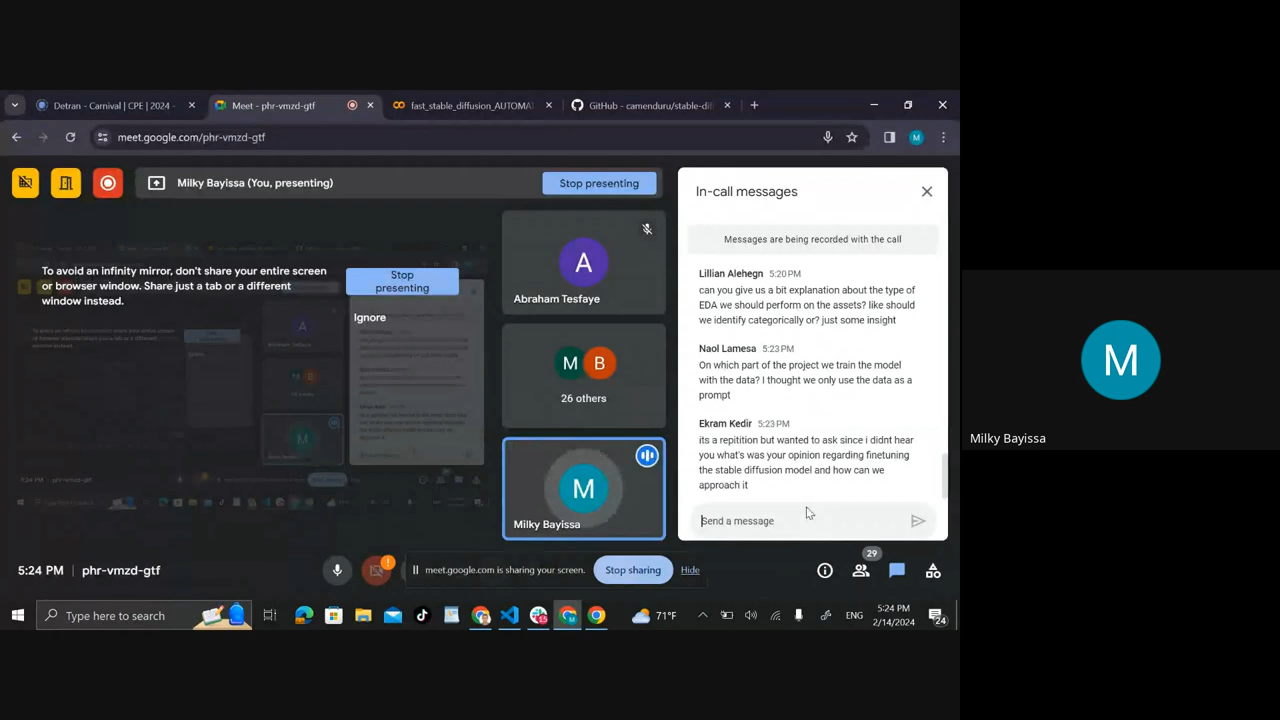 Detran - Carnival | CPE | 2024 -
Meet - phr-vmzd-gtf
fast_stable_diffusion_AUTOMA
GitHub - camenduru/stable-dif
meet.google.com/phr-vmzd-gtf
M
Milky Bayissa (You, presenting)
Stop presenting
To avoid an infinity mirror, don't share your entire screen
or browser window. Share just a tab or a different
window instead.
Stop
presenting
Ignore
A
Abraham Tesfaye
M B
26 others
M
Milky Bayissa
In-call messages
Messages are being recorded with the call
Lillian Alehegn 5:20 PM
can you give us a bit explanation about the type of
EDA we should perform on the assets? like should
we identify categorically or? just some insight
Naol Lamesa 5:23 PM
On which part of the project we train the model
with the data? I thought we only use the data as a
prompt
Ekram Kedir 5:23 PM
its a repitition but wanted to ask since i didnt hear
you what's was your opinion regarding finetuning
the stable diffusion model and how can we
approach it
Send a message
M
Milky Bayissa
5:24 PM phr-vmzd-gtf
meet.google.com is sharing your screen.
Stop sharing
Hide
29
Type here to search
71°F
ENG
5:24 PM
2/14/2024
24